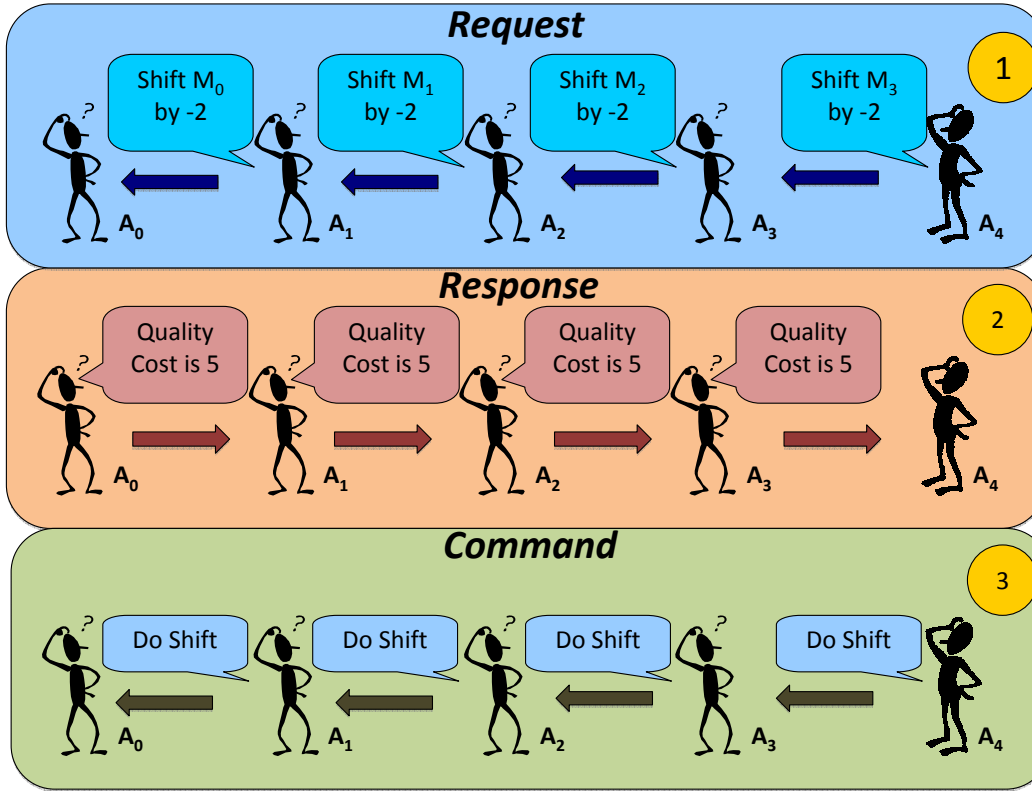 Request
1
Shift M₀
by -2
Shift M₁
by -2
Shift M₂
by -2
Shift M₃
by -2
? ? ? ?
A₀ A₁ A₂ A₃ A₄
Response
2
Quality
Cost is 5
Quality
Cost is 5
Quality
Cost is 5
Quality
Cost is 5
? ? ? ?
A₀ A₁ A₂ A₃ A₄
Command
3
? ? ? ?
Do Shift Do Shift Do Shift Do Shift
A₀ A₁ A₂ A₃ A₄